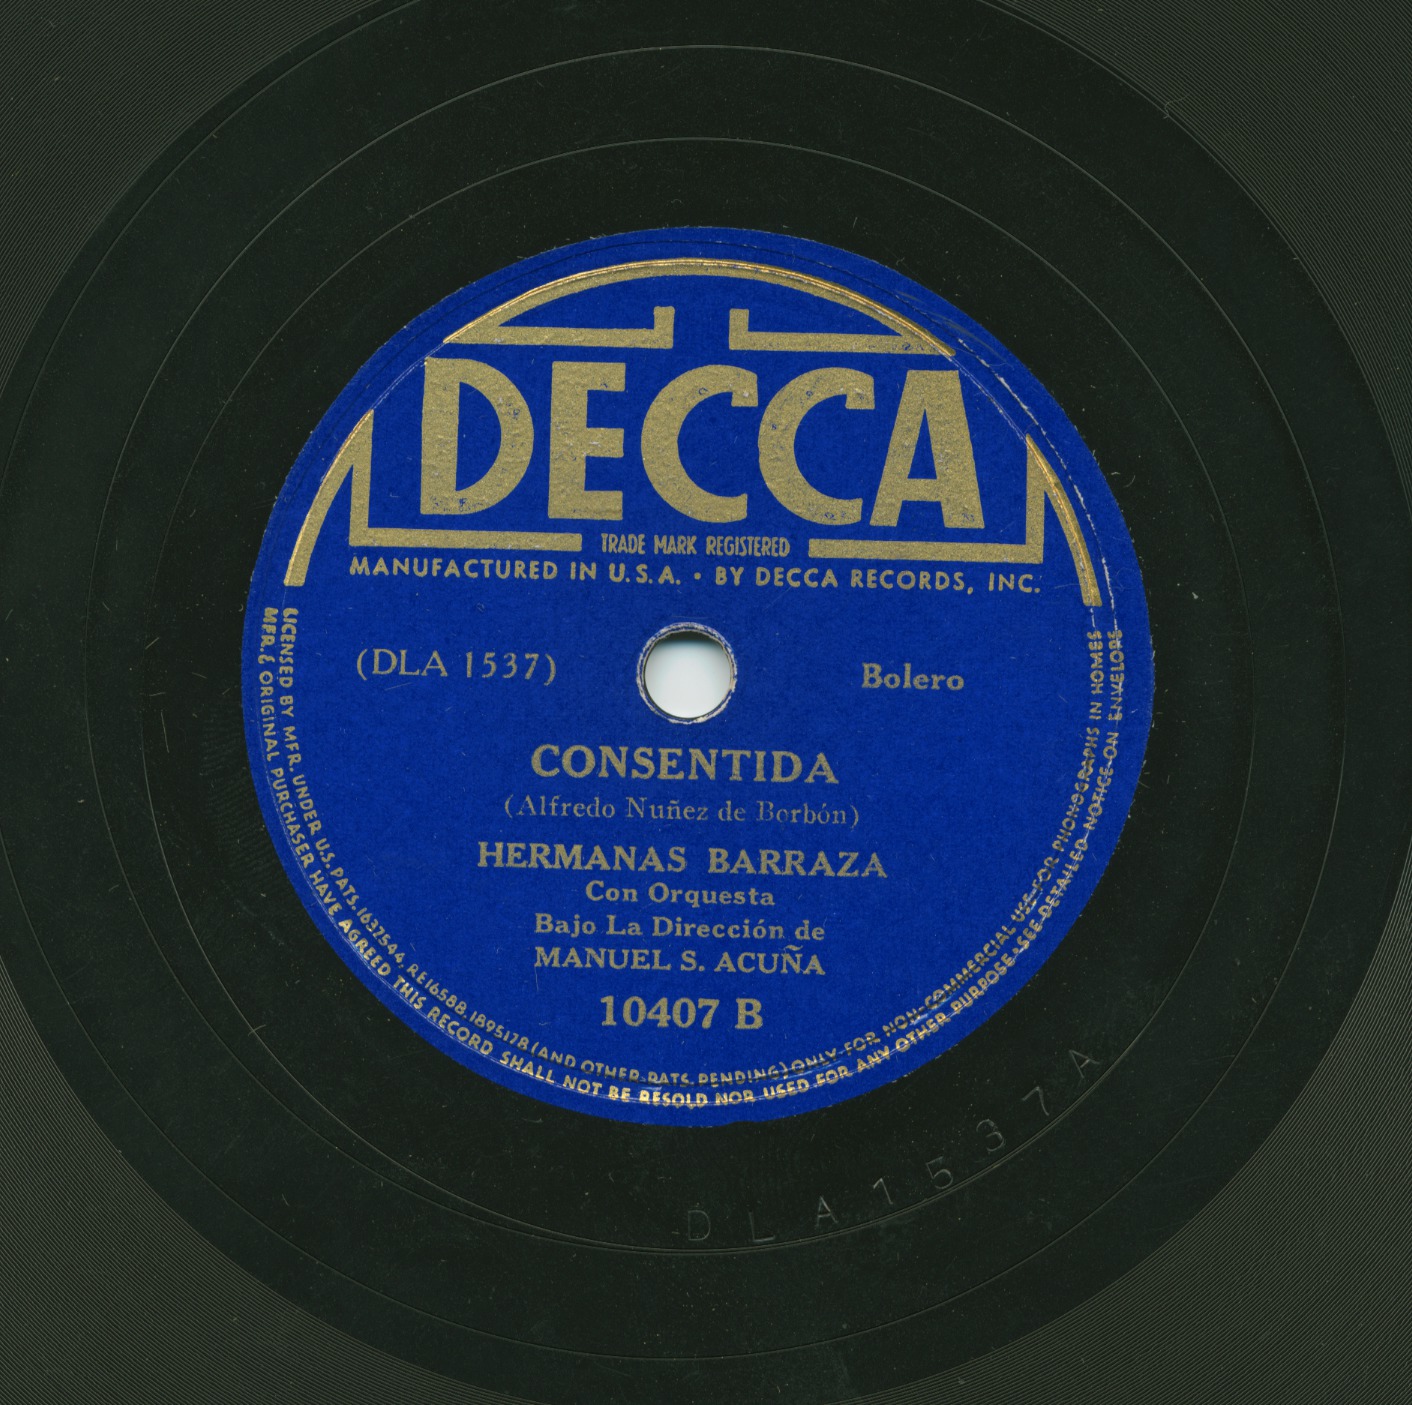 DECCA
TRADE MARK REGISTERED
MANUFACTURED IN U.S.A. • BY DECCA RECORDS, INC.
(DLA 1537)
Bolero
CONSENTIDA
(Alfredo Nuñez de Borbón)
HERMANAS BARRAZA
Con Orquesta
Bajo La Dirección de
MANUEL S. ACUÑA
10407 B
LICENSED BY MFR. UNDER U.S. PATS. 1637544, RE16588, 1895178 (AND OTHER PATS. PENDING) ONLY FOR NON-COMMERCIAL USE FOR PHONOGRAPHS IN HOMES
MFR. & ORIGINAL PURCHASER HAVE AGREED THIS RECORD SHALL NOT BE RESOLD NOR USED FOR ANY OTHER PURPOSE • SEE DETAILED NOTICE ON ENVELOPE
DLA1537A